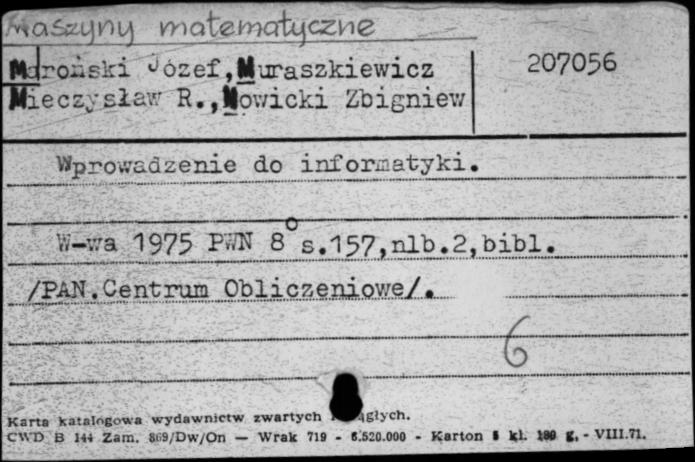 Maszyny matematyczne
Mdroński Józef, Muraszkiewicz 207056
Mieczysław R., Nowicki Zbigniew
Wprowadzenie do informatyki.
W-wa 1975 PWN 8° s.157,nlb.2,bibl.
/PAN.Centrum Obliczeniowe/.
6
Karta katalogowa wydawnictw zwartych
CWD B 144 Zam. 869/Dw/On — Wrak 719 - 6.520.000 - Karton kl. 180 g. - VIII.71.